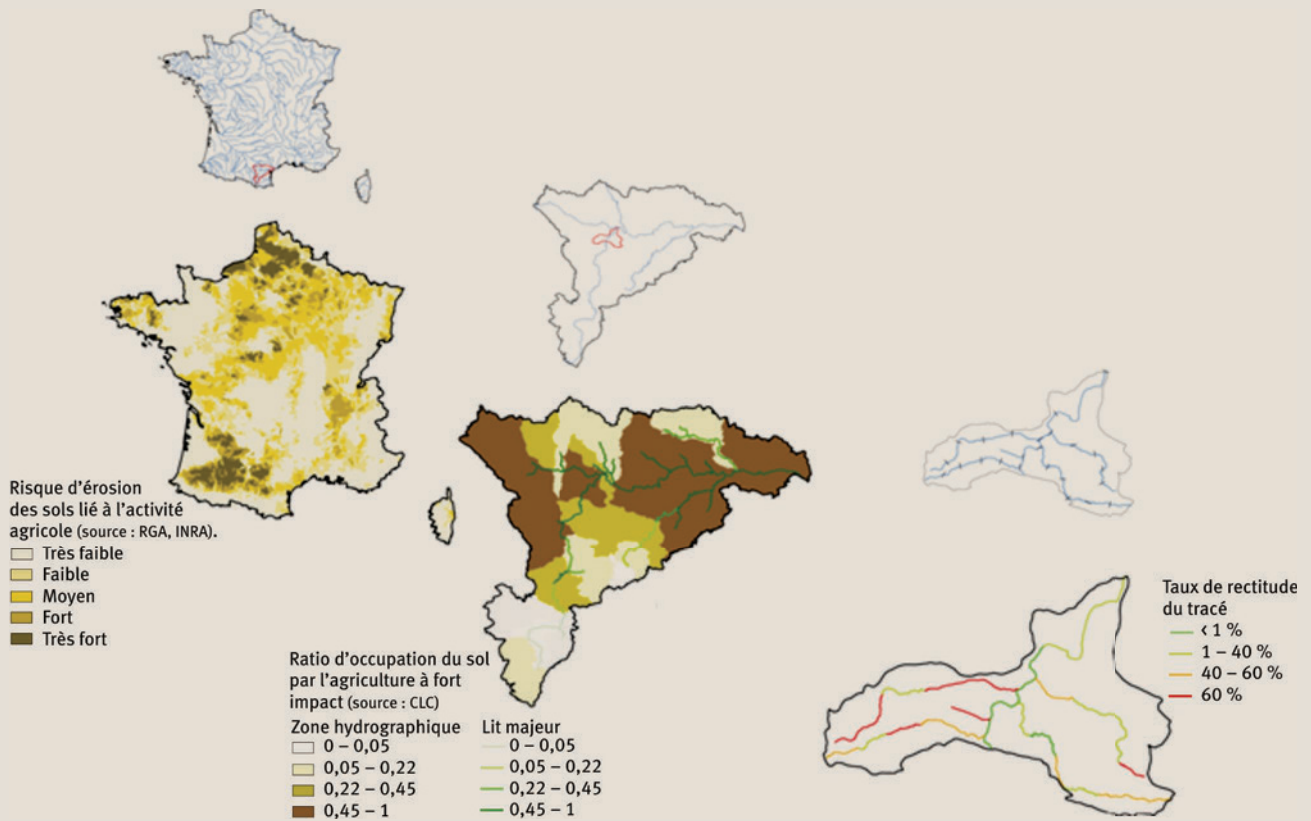 Risque d'érosion
des sols lié à l'activité
agricole (source : RGA, INRA).
Très faible
Faible
Moyen
Fort
Très fort
Ratio d'occupation du sol
par l'agriculture à fort
impact (source : CLC)
Zone hydrographique
0 – 0,05
0,05 – 0,22
0,22 – 0,45
0,45 – 1
Lit majeur
0 – 0,05
0,05 – 0,22
0,22 – 0,45
0,45 – 1
Taux de rectitude
du tracé
< 1 %
1 – 40 %
40 – 60 %
60 %